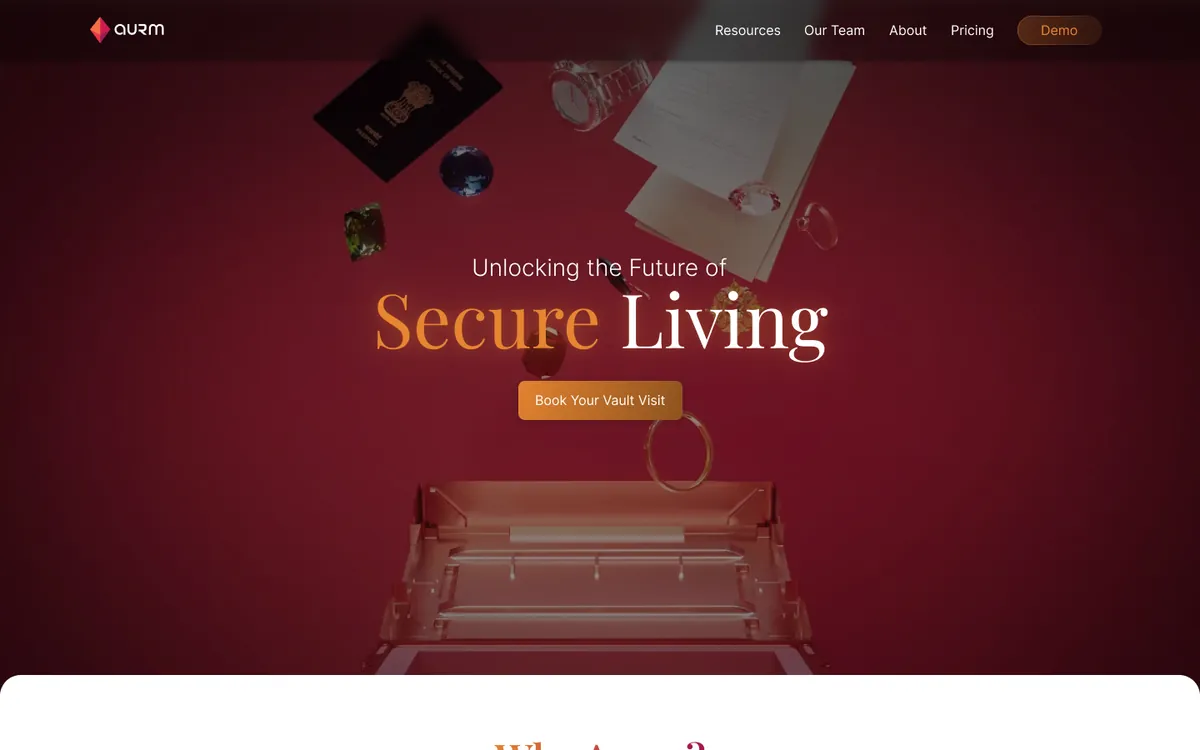 aurm
Resources
Our Team
About
Pricing
Demo
Unlocking the Future of
Secure Living
Book Your Vault Visit